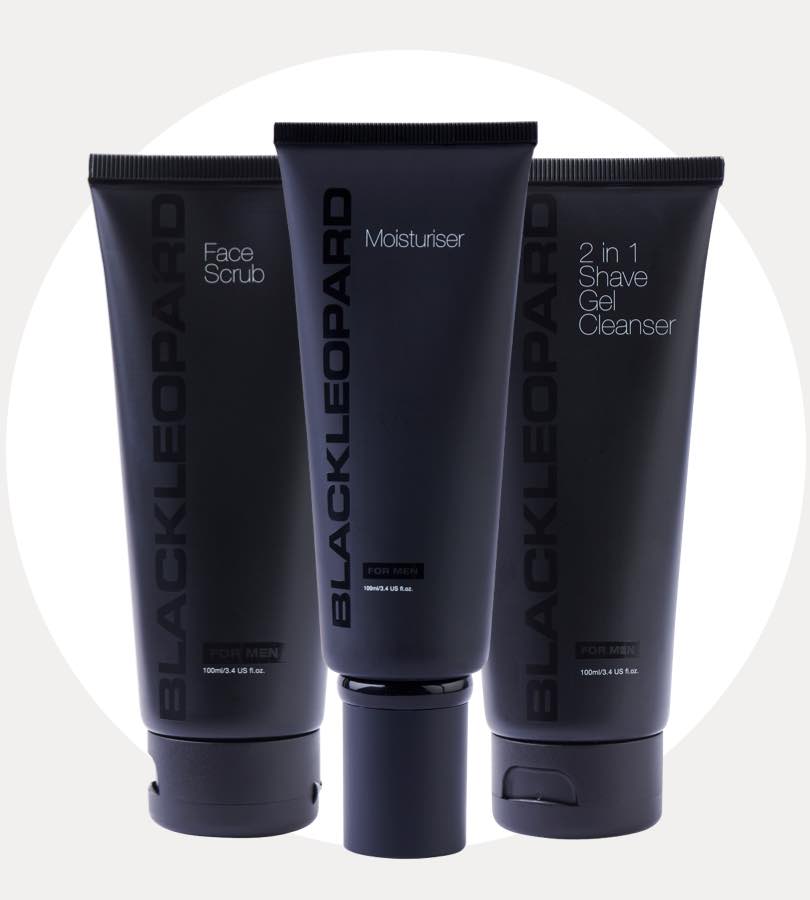 BLACKLEOPARD
Face
Scrub
FOR MEN
100ml/3.4 US fl.oz.
BLACKLEOPARD
Moisturiser
FOR MEN
100ml/3.4 US fl.oz.
BLACKLEOPARD
2 in 1
Shave
Gel
Cleanser
FOR MEN
100ml/3.4 US fl.oz.